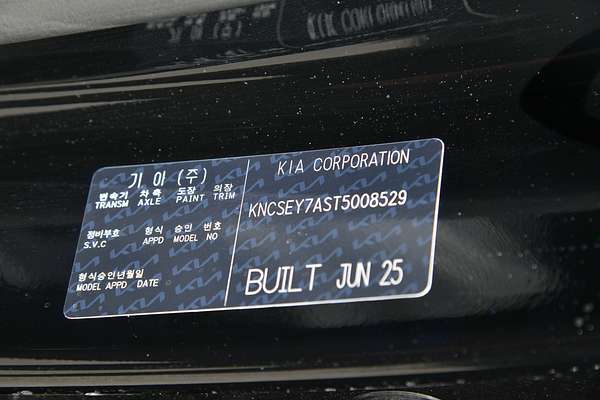 기아(주)
변속기 차축 도장 의장
TRANSM AXLE PAINT TRIM
정비부호 형식 승인 번호
S.V.C APPD MODEL NO
형식승인년월일
MODEL APPD DATE
KIA CORPORATION
KNCSEY7AST5008529
BUILT JUN 25